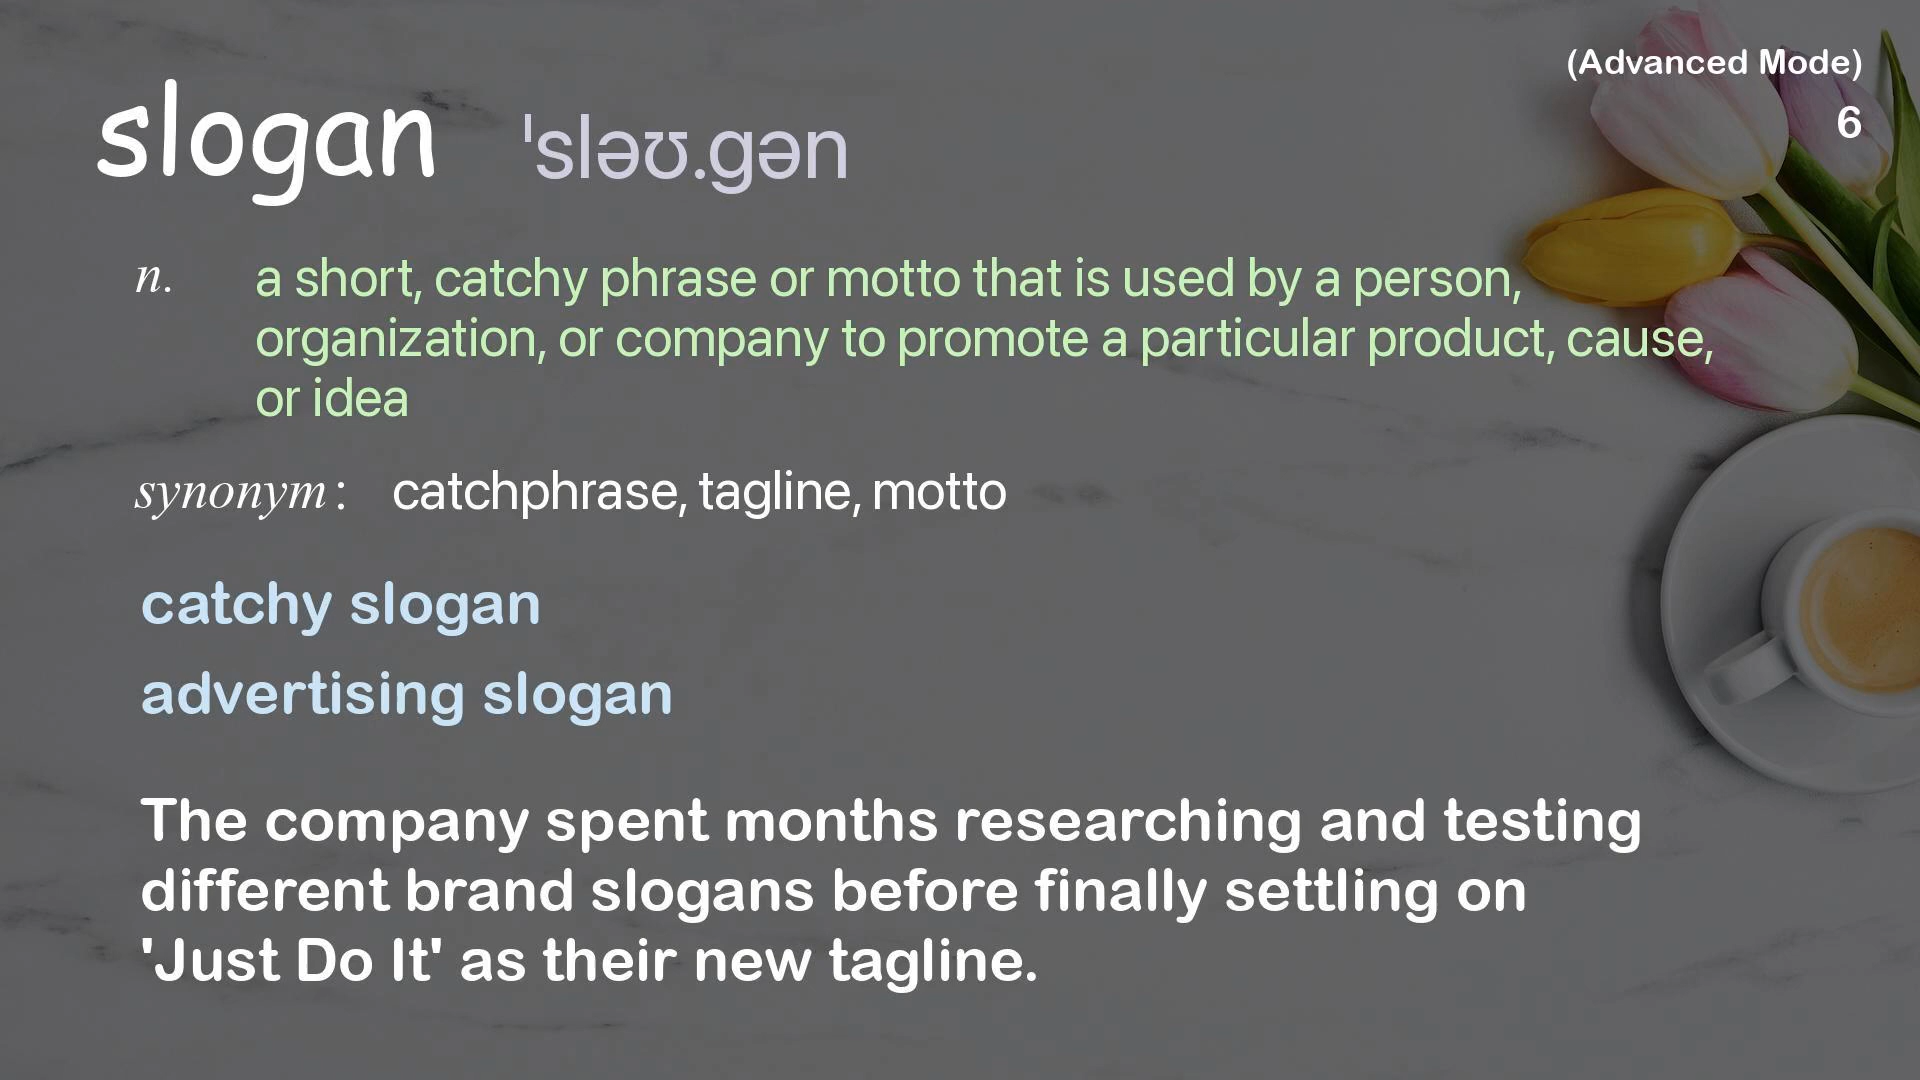 (Advanced Mode)
6
slogan ˈsləʊ.gən
n. a short, catchy phrase or motto that is used by a person,
organization, or company to promote a particular product, cause,
or idea
synonym: catchphrase, tagline, motto
catchy slogan
advertising slogan
The company spent months researching and testing
different brand slogans before finally settling on
'Just Do It' as their new tagline.